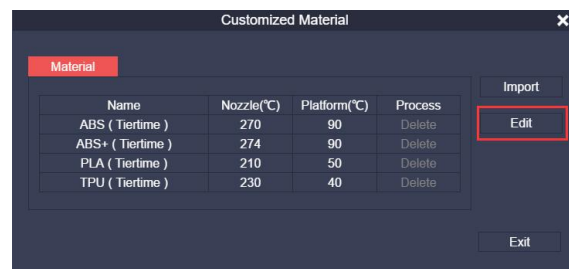 Customized Material
Material
Import
Name Nozzle(℃) Platform(℃) Process
ABS ( Tiertime ) 270 90 Delete
Edit
ABS+ ( Tiertime ) 274 90 Delete
PLA ( Tiertime ) 210 50 Delete
TPU ( Tiertime ) 230 40 Delete
Exit